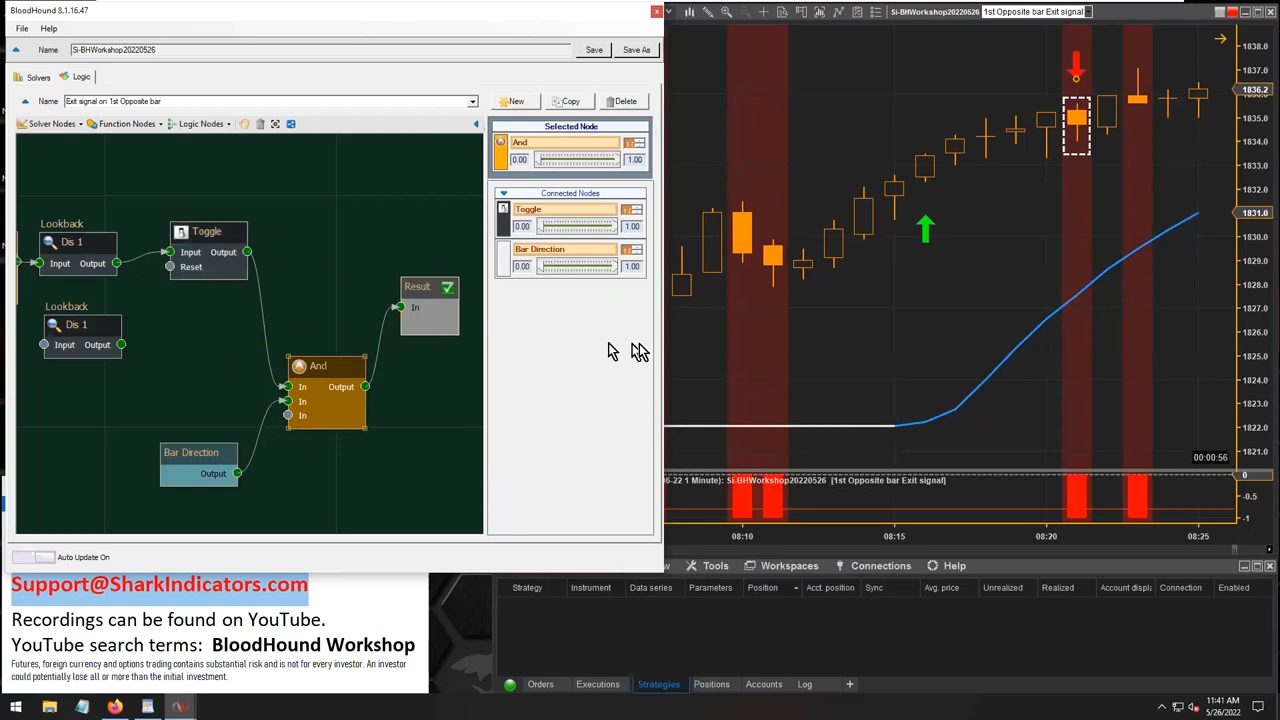 BloodHound 8.1.16.47
File Help
Name Si-BHWorkshop20220526 Save Save As
Solvers Logic
Name Exit signal on 1st Opposite bar New Copy Delete
Solver Nodes Function Nodes Logic Nodes
Selected Node
And
0.00 1.00
Connected Nodes
Toggle
0.00 1.00
Bar Direction
0.00 1.00
Lookback
Dis 1
Input Output
Toggle
Input Output
Reset
Lookback
Dis 1
Input Output
Result
In
And
In Output
In
In
Bar Direction
Output
Auto Update On
Support@SharkIndicators.com
Recordings can be found on YouTube.
YouTube search terms: BloodHound Workshop
Futures, foreign currency and options trading contains substantial risk and is not for every investor. An investor
could potentially lose all or more than the initial investment.
Si-BHWorkshop20220526 1st Opposite bar Exit signal
1838.0
1837.0
1836.2
1835.0
1834.0
1833.0
1832.0
1831.0
1830.0
1829.0
1828.0
1827.0
1826.0
1824.0
1823.0
1822.0
1821.0
00:00:56
06-22 1 Minute): Si-BHWorkshop20220526 [1st Opposite bar Exit signal]
0
-0.5
-1
08:10 08:15 08:20 08:25
Tools Workspaces Connections Help
Strategy Instrument Data series Parameters Position Acct. position Sync Avg. price Unrealized Realized Account displ Connection Enabled
Orders Executions Strategies Positions Accounts Log +
11:41 AM
5/26/2022